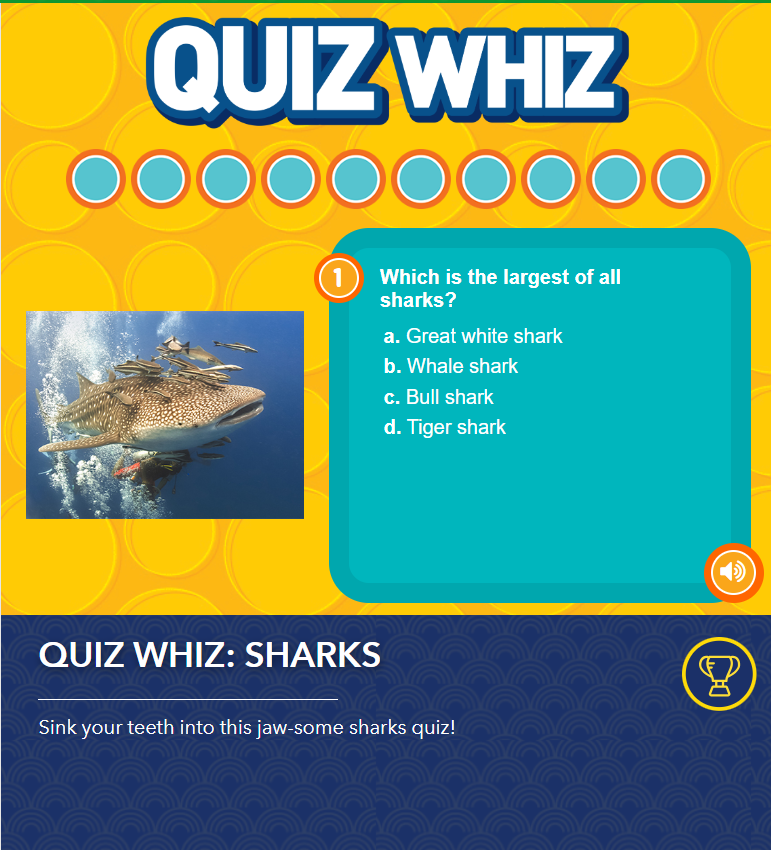 QUIZ WHIZ
1
Which is the largest of all
sharks?
a. Great white shark
b. Whale shark
c. Bull shark
d. Tiger shark
QUIZ WHIZ: SHARKS
Sink your teeth into this jaw-some sharks quiz!